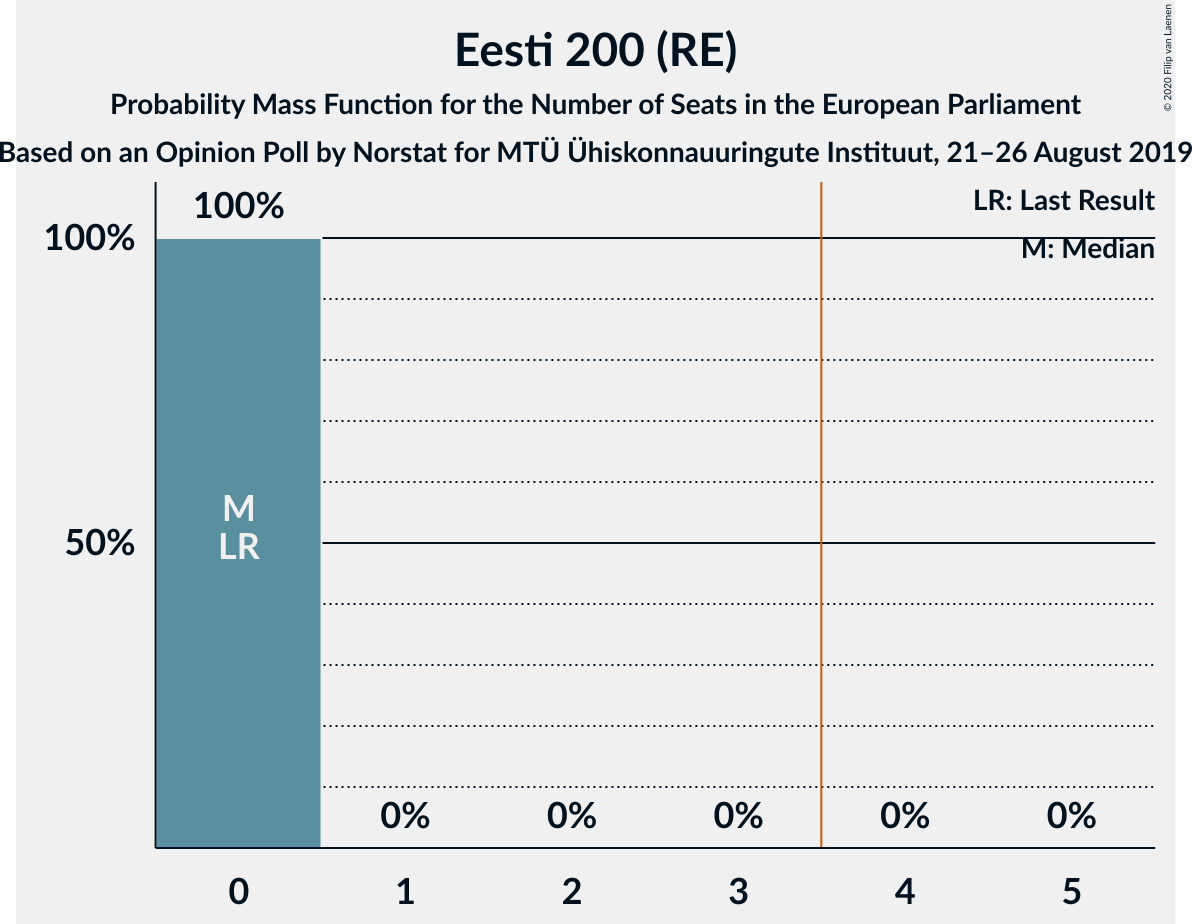 Eesti 200 (RE)
Probability Mass Function for the Number of Seats in the European Parliament
Based on an Opinion Poll by Norstat for MTÜ Ühiskonnauuringute Instituut, 21–26 August 2019
© 2020 Filip van Laenen
LR: Last Result
M: Median
100%
100%
50%
M
LR
0% 0% 0% 0% 0%
0 1 2 3 4 5